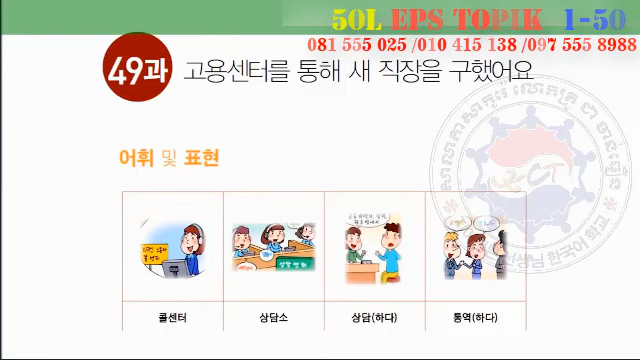 50L EPS TOPIK 1-50
081 555 025 /010 415 138 /097 555 8988
49과 고용센터를 통해 새 직장을 구했어요
어휘 및 표현
콜센터 상담소 상담(하다) 통역(하다)